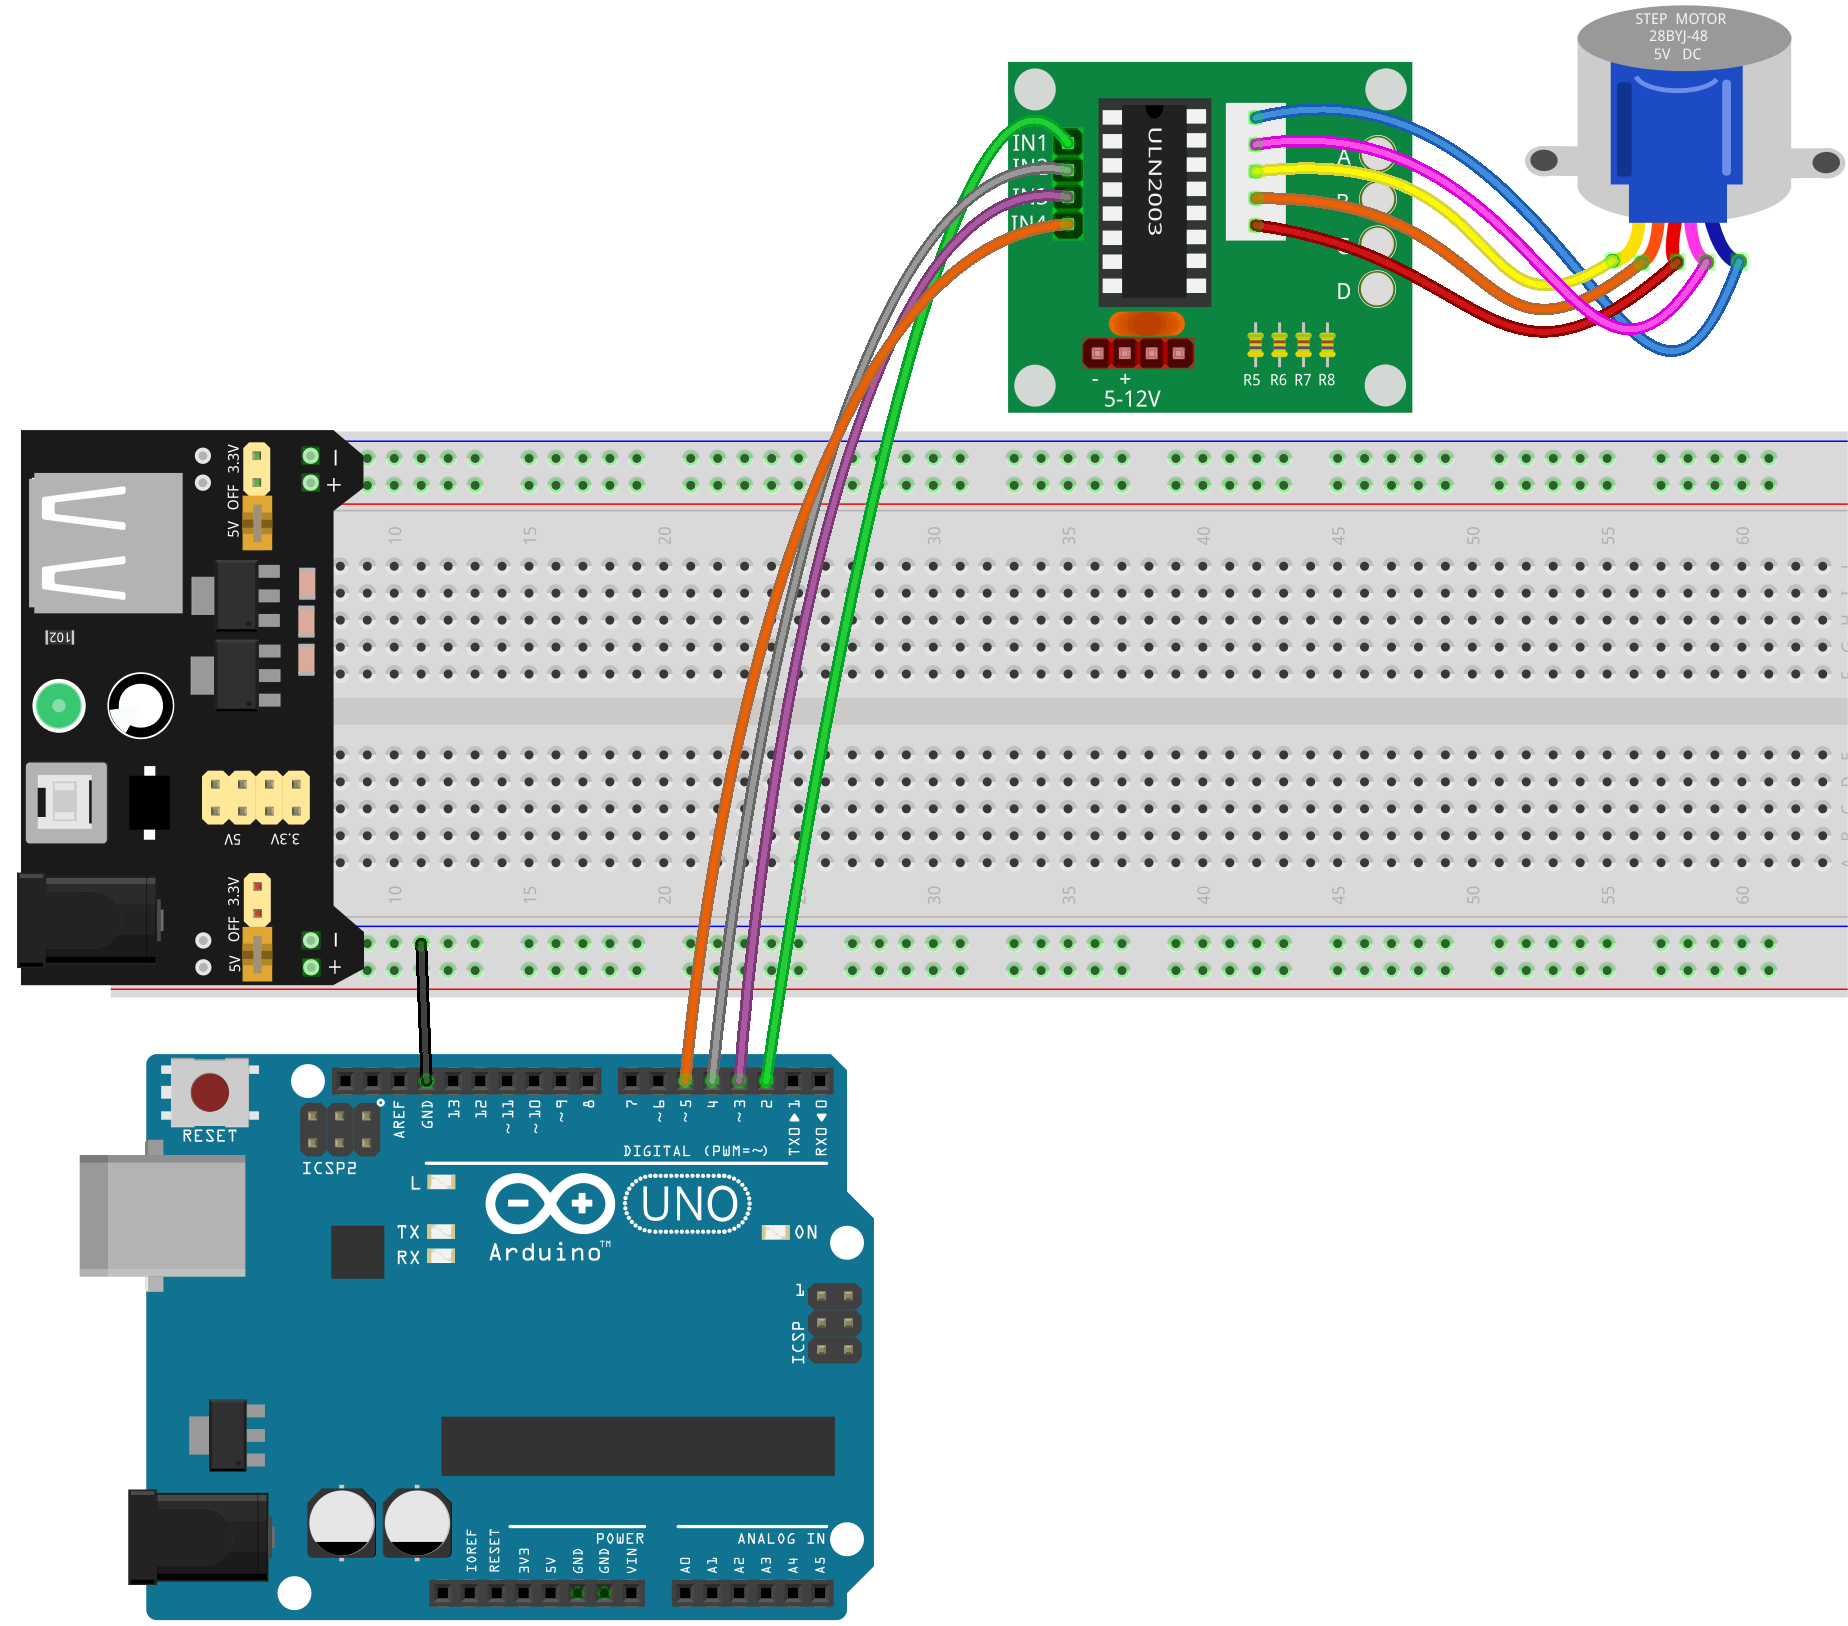 STEP MOTOR
28BYJ-48
5V DC
IN1
IN2
IN3
IN4
ULN2003
A
B
C
D
- +
5-12V
R5 R6 R7 R8
5V OFF 3.3V
−
+
102
5V 3.3V
5V OFF 3.3V
−
+
10 15 20 30 35 40 45 50 55 60
10 15 20 30 35 40 45 50 55 60
RESET
ICSP2
AREF
GND
13
12
~11
~10
~9
8
7
~6
~5
4
~3
2
TX0▶1
RX0◀0
DIGITAL (PWM=~)
L
TX
RX
Arduino™
UNO
ON
1
ICSP
POWER
ANALOG IN
IOREF
RESET
3V3
5V
GND
GND
VIN
A0
A1
A2
A3
A4
A5